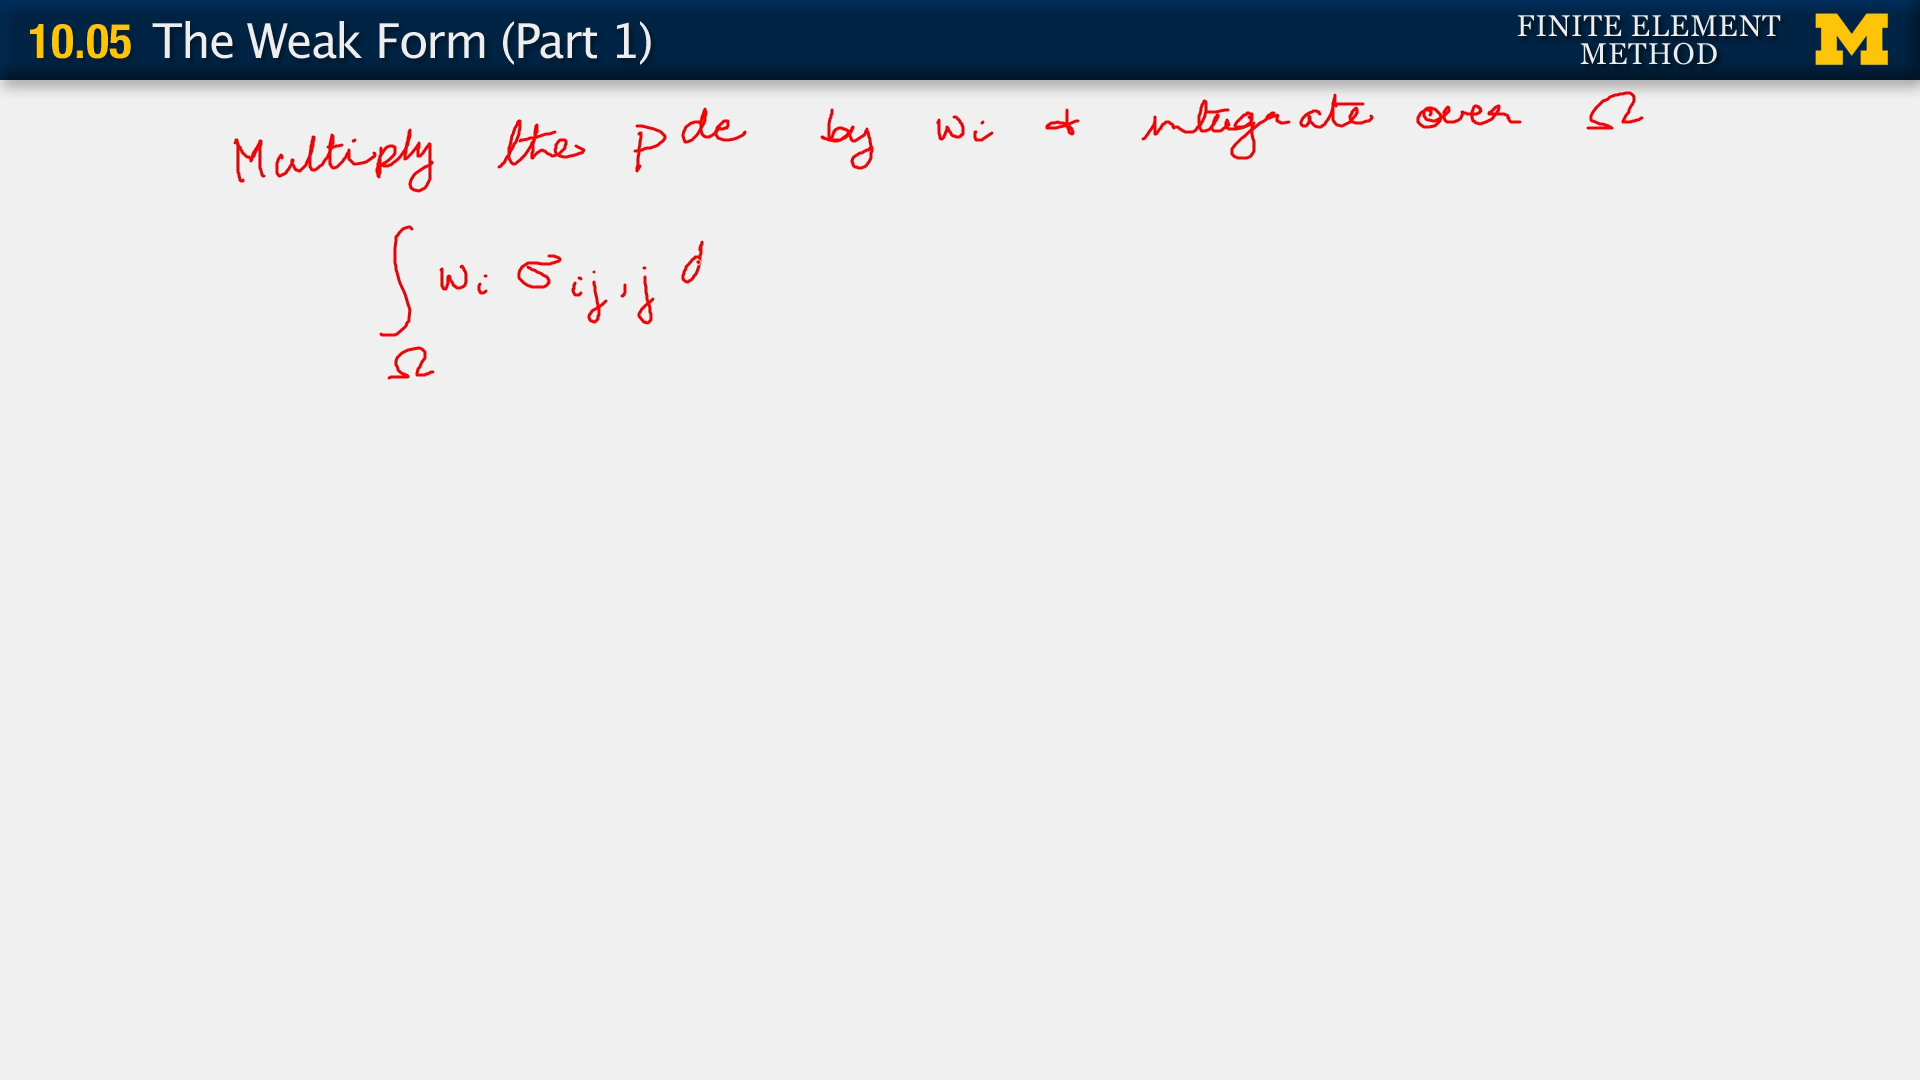 10.05 The Weak Form (Part 1)
FINITE ELEMENT
METHOD
M
Multiply the pde by wi & integrate over Ω
∫ wi σij,j d
Ω